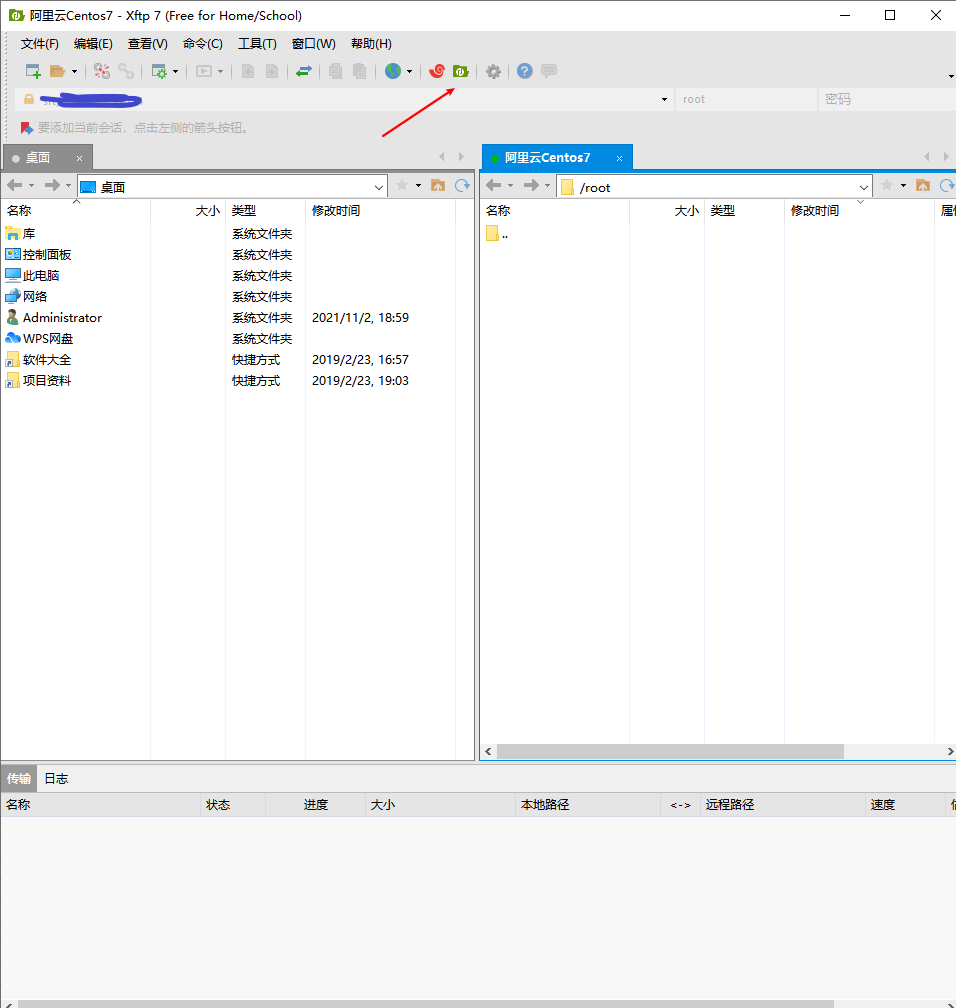 阿里云Centos7 - Xftp 7 (Free for Home/School)
文件(F) 编辑(E) 查看(V) 命令(C) 工具(T) 窗口(W) 帮助(H)
root 密码
要添加当前会话，点击左侧的箭头按钮。
桌面 阿里云Centos7
桌面 /root
名称 大小 类型 修改时间 名称 大小 类型 修改时间
库 系统文件夹 ..
控制面板 系统文件夹
此电脑 系统文件夹
网络 系统文件夹
Administrator 系统文件夹 2021/11/2, 18:59
WPS网盘 系统文件夹
软件大全 快捷方式 2019/2/23, 16:57
项目资料 快捷方式 2019/2/23, 19:03
传输 日志
名称 状态 进度 大小 本地路径 <-> 远程路径 速度